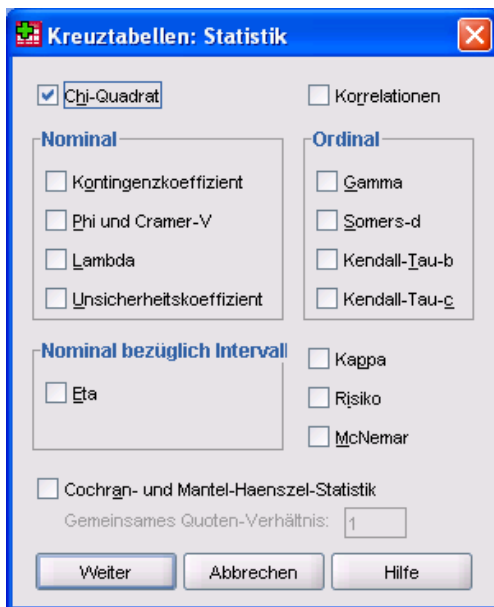 Kreuztabellen: Statistik
Chi-Quadrat
Korrelationen
Nominal
Kontingenzkoeffizient
Phi und Cramer-V
Lambda
Unsicherheitskoeffizient
Ordinal
Gamma
Somers-d
Kendall-Tau-b
Kendall-Tau-c
Nominal bezüglich Intervall
Eta
Kappa
Risiko
McNemar
Cochran- und Mantel-Haenszel-Statistik
Gemeinsames Quoten-Verhältnis: 1
Weiter
Abbrechen
Hilfe